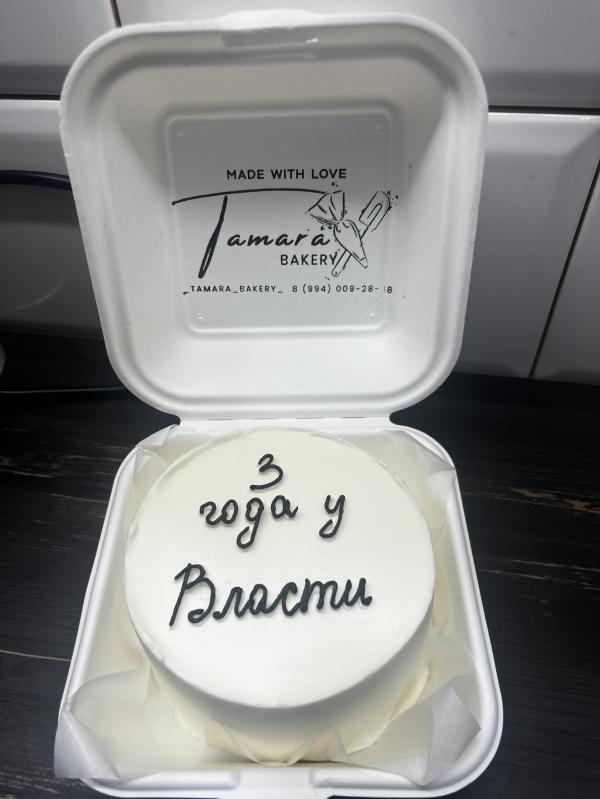 MADE WITH LOVE
Tamara
BAKERY
_TAMARA_BAKERY_ 8 (994) 009-28-
3
года у
Власти